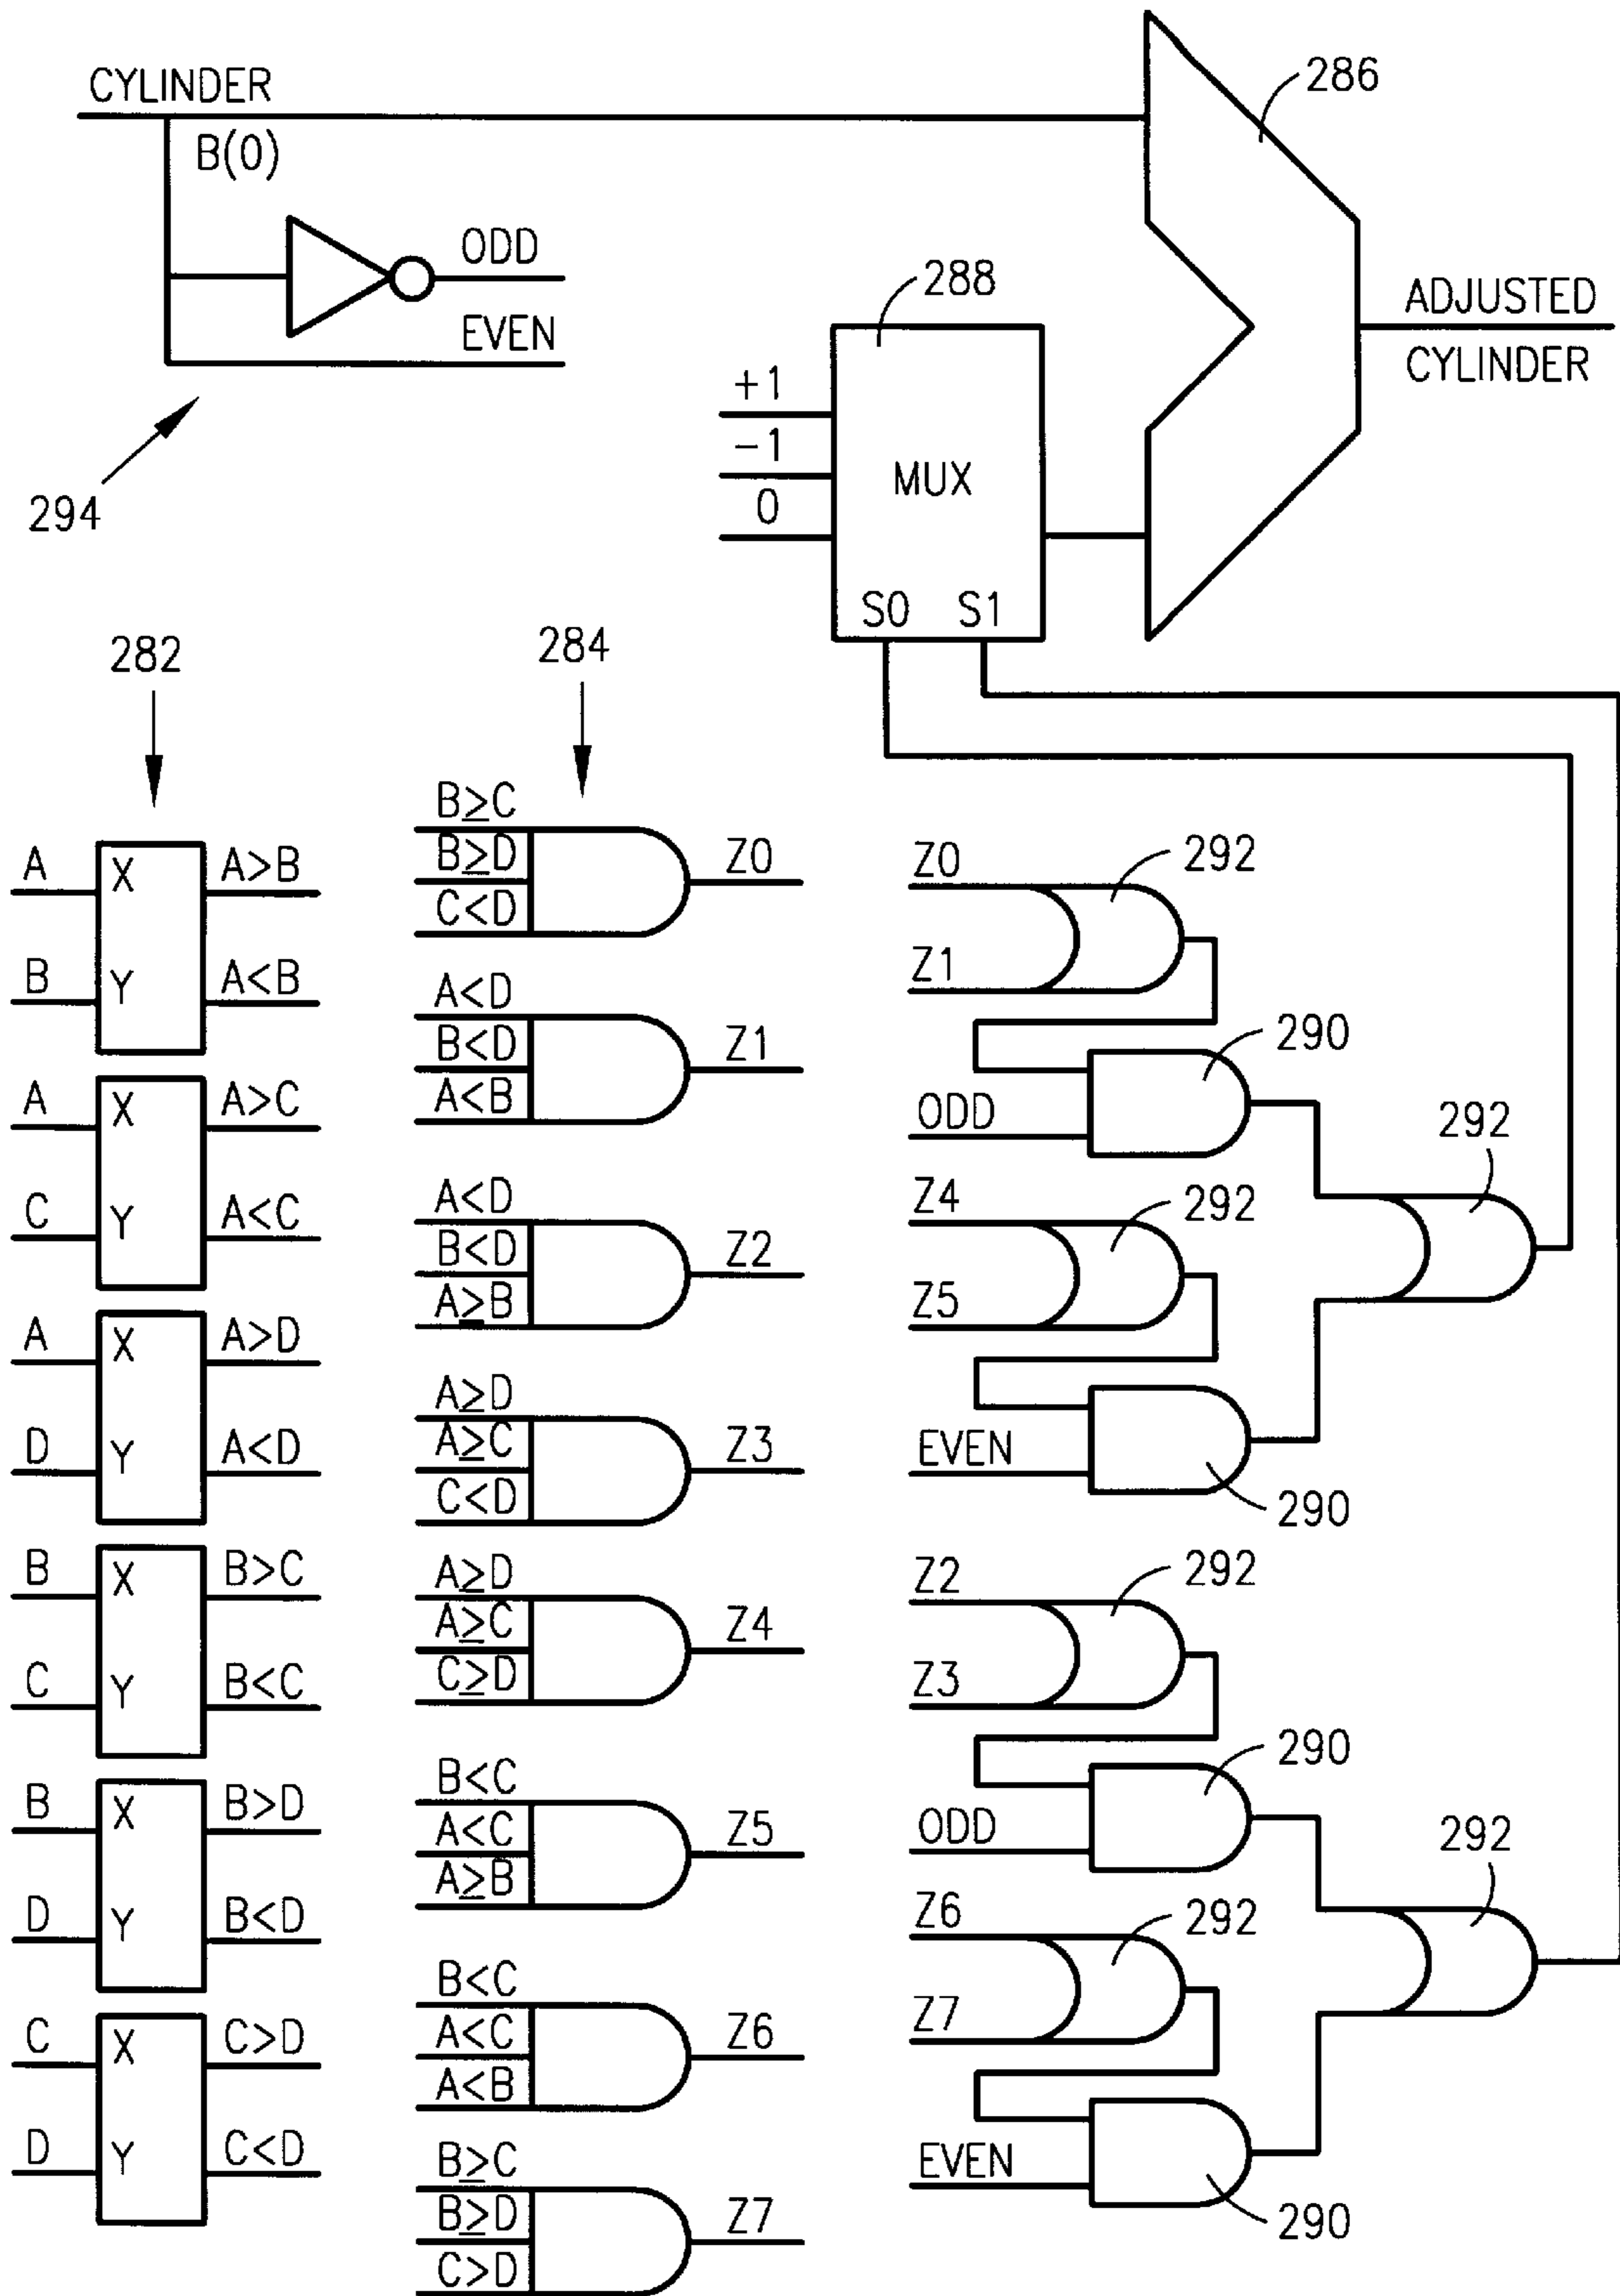 CYLINDER
B(0)
ODD
EVEN
294
286
288
ADJUSTED
CYLINDER
+1
-1
0
MUX
S0 S1
282
A X A>B
B Y A<B
A X A>C
C Y A<C
A X A>D
D Y A<D
B X B>C
C Y B<C
B X B>D
D Y B<D
C X C>D
D Y C<D
284
B≥C
B≥D Z0
C<D
A<D
B<D Z1
A<B
A<D
B<D Z2
A≥B
A≥D
A≥C Z3
C<D
A≥D
A≥C Z4
C≥D
B<C
A<C Z5
A≥B
B<C
A<C Z6
A<B
B≥C
B≥D Z7
C>D
Z0 292
Z1
290
ODD
292
Z4 292
Z5
EVEN
290
Z2 292
Z3
290
ODD
292
Z6 292
Z7
EVEN
290